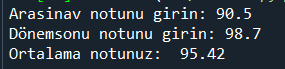 Arasinav notunu girin: 90.5
Dönemsonu notunu girin: 98.7
Ortalama notunuz:  95.42